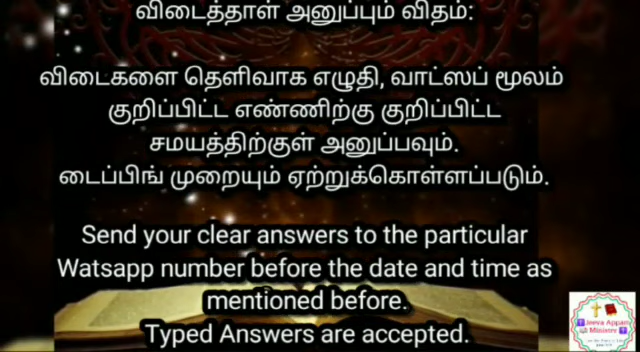 விடைத்தாள் அனுப்பும் விதம்:
விடைகளை தெளிவாக எழுதி, வாட்ஸப் மூலம்
குறிப்பிட்ட எண்ணிற்கு குறிப்பிட்ட
சமயத்திற்குள் அனுப்பவும்.
டைப்பிங் முறையும் ஏற்றுக்கொள்ளப்படும்.
Send your clear answers to the particular
Watsapp number before the date and time as
mentioned before.
Typed Answers are accepted.
Jeeva Appam
Minister